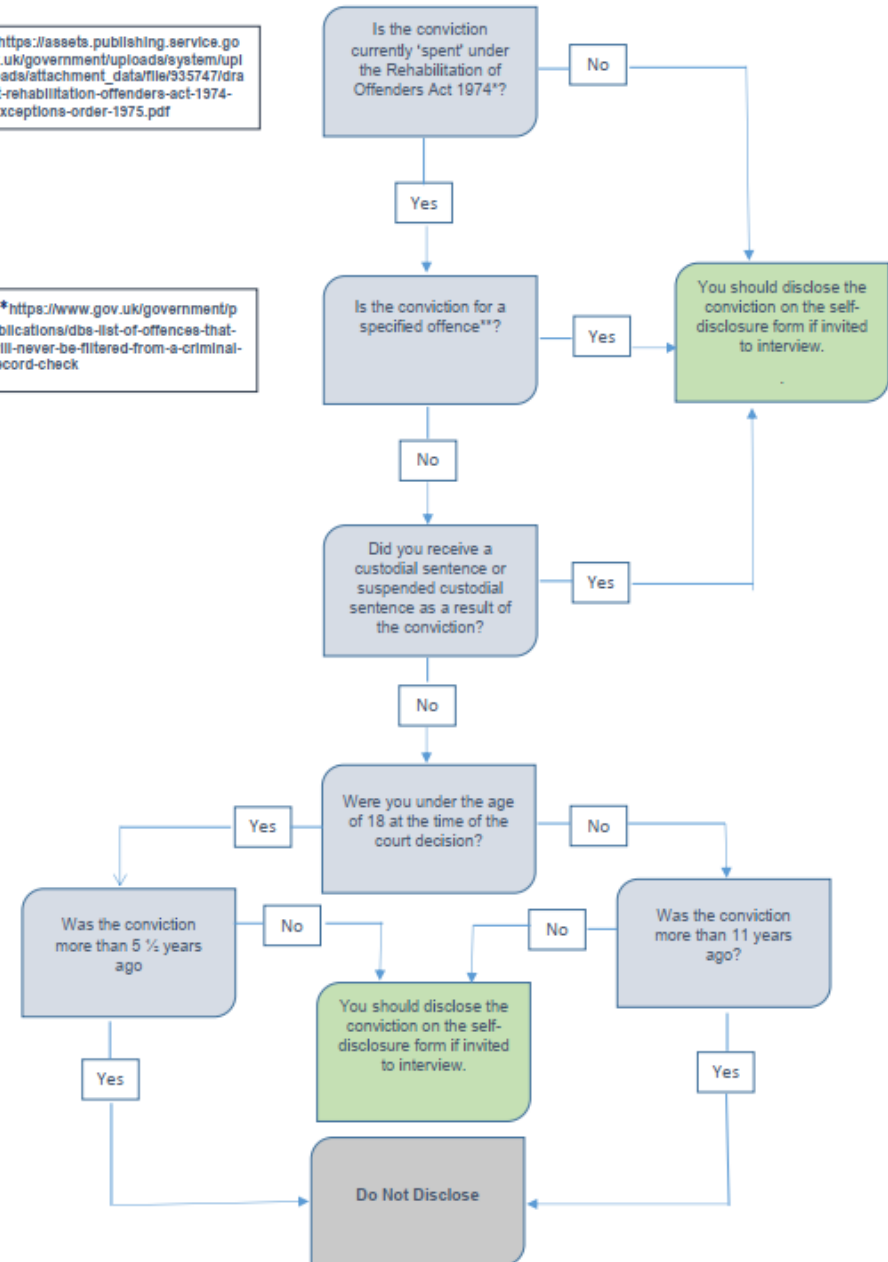 https://assets.publishing.service.go
.uk/government/uploads/system/upl
ads/attachment_data/file/935747/dra
-rehabilitation-offenders-act-1974-
xceptions-order-1975.pdf
Is the conviction
currently 'spent' under
the Rehabilitation of
Offenders Act 1974*?
No
Yes
*https://www.gov.uk/government/p
blications/dbs-list-of-offences-that-
ill-never-be-filtered-from-a-criminal-
ecord-check
Is the conviction for a
specified offence**?
Yes
You should disclose the
conviction on the self-
disclosure form if invited
to interview.
.
No
Did you receive a
custodial sentence or
suspended custodial
sentence as a result of
the conviction?
Yes
No
Were you under the age
of 18 at the time of the
court decision?
Yes
No
Was the conviction
more than 5 ½ years
ago
No
No
Was the conviction
more than 11 years
ago?
You should disclose the
conviction on the self-
disclosure form if invited
to interview.
Yes
Yes
Do Not Disclose